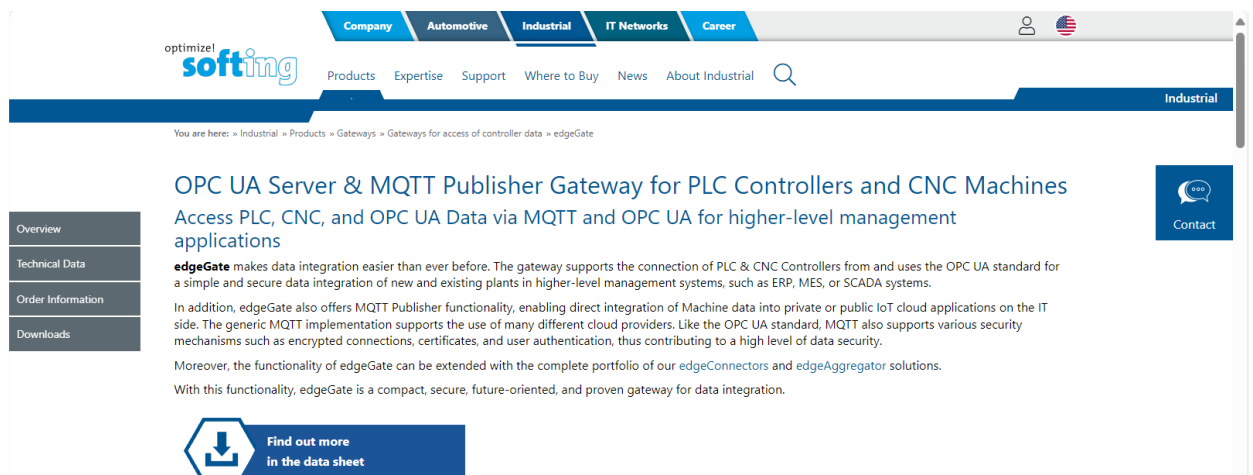 Company
Automotive
Industrial
IT Networks
Career
optimize!
softing
Products
Expertise
Support
Where to Buy
News
About Industrial
Industrial
You are here: » Industrial » Products » Gateways » Gateways for access of controller data » edgeGate
OPC UA Server & MQTT Publisher Gateway for PLC Controllers and CNC Machines
Access PLC, CNC, and OPC UA Data via MQTT and OPC UA for higher-level management
applications
Contact
Overview
Technical Data
Order Information
Downloads
edgeGate makes data integration easier than ever before. The gateway supports the connection of PLC & CNC Controllers from and uses the OPC UA standard for
a simple and secure data integration of new and existing plants in higher-level management systems, such as ERP, MES, or SCADA systems.
In addition, edgeGate also offers MQTT Publisher functionality, enabling direct integration of Machine data into private or public IoT cloud applications on the IT
side. The generic MQTT implementation supports the use of many different cloud providers. Like the OPC UA standard, MQTT also supports various security
mechanisms such as encrypted connections, certificates, and user authentication, thus contributing to a high level of data security.
Moreover, the functionality of edgeGate can be extended with the complete portfolio of our edgeConnectors and edgeAggregator solutions.
With this functionality, edgeGate is a compact, secure, future-oriented, and proven gateway for data integration.
Find out more
in the data sheet